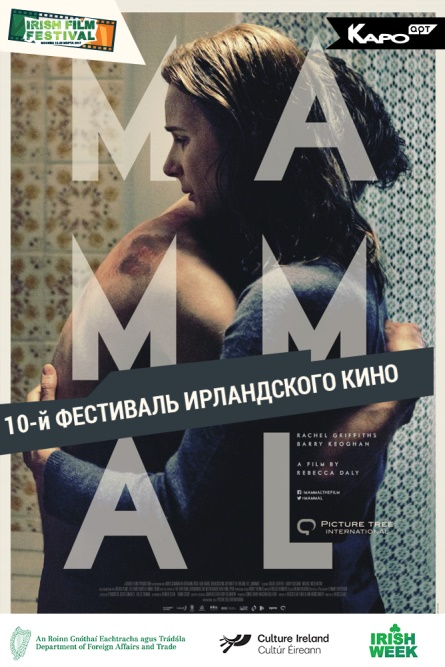 IRISH FILM
FESTIVAL
КАРО АРТ
MA
MM
10-й ФЕСТИВАЛЬ ИРЛАНДСКОГО КИНО
AL
RACHEL GRIFFITHS
BARRY KEOGHAN
A FILM BY
REBECCA DALY
/MAMMALTHEFILM
@MAMMAL_
PICTURE TREE
INTERNATIONAL
An Roinn Gnóthaí Eachtracha agus Trádála
Department of Foreign Affairs and Trade
Culture Ireland
Cultúr Éireann
IRISH
WEEK